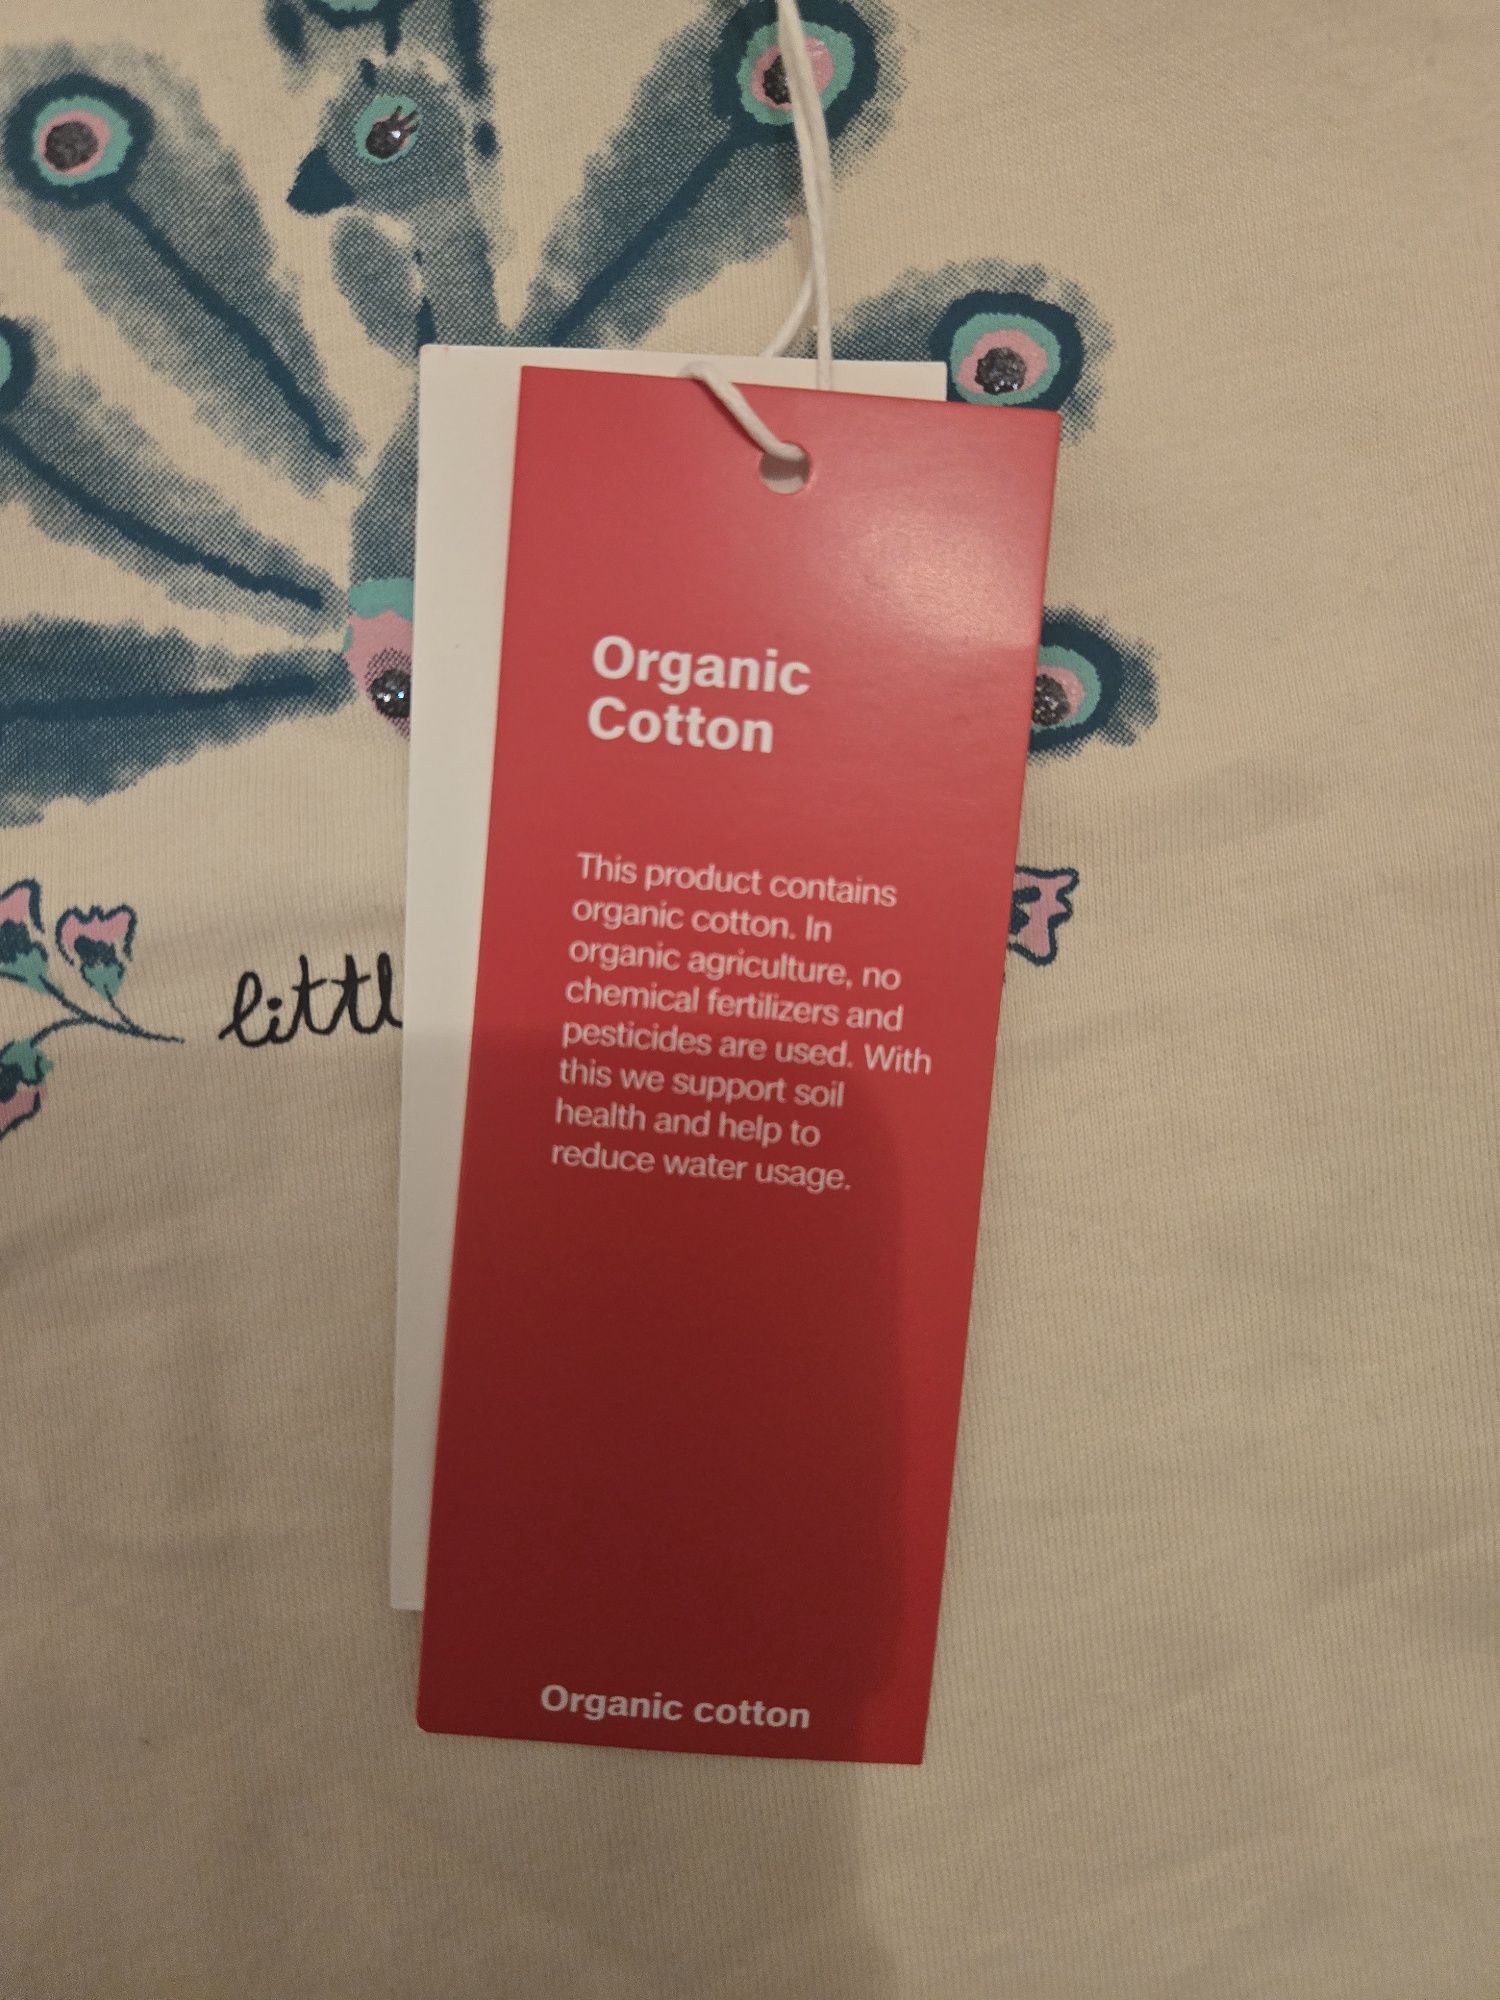 Organic
Cotton
This product contains
organic cotton. In
organic agriculture, no
chemical fertilizers and
pesticides are used. With
this we support soil
health and help to
reduce water usage.
littl
Organic cotton